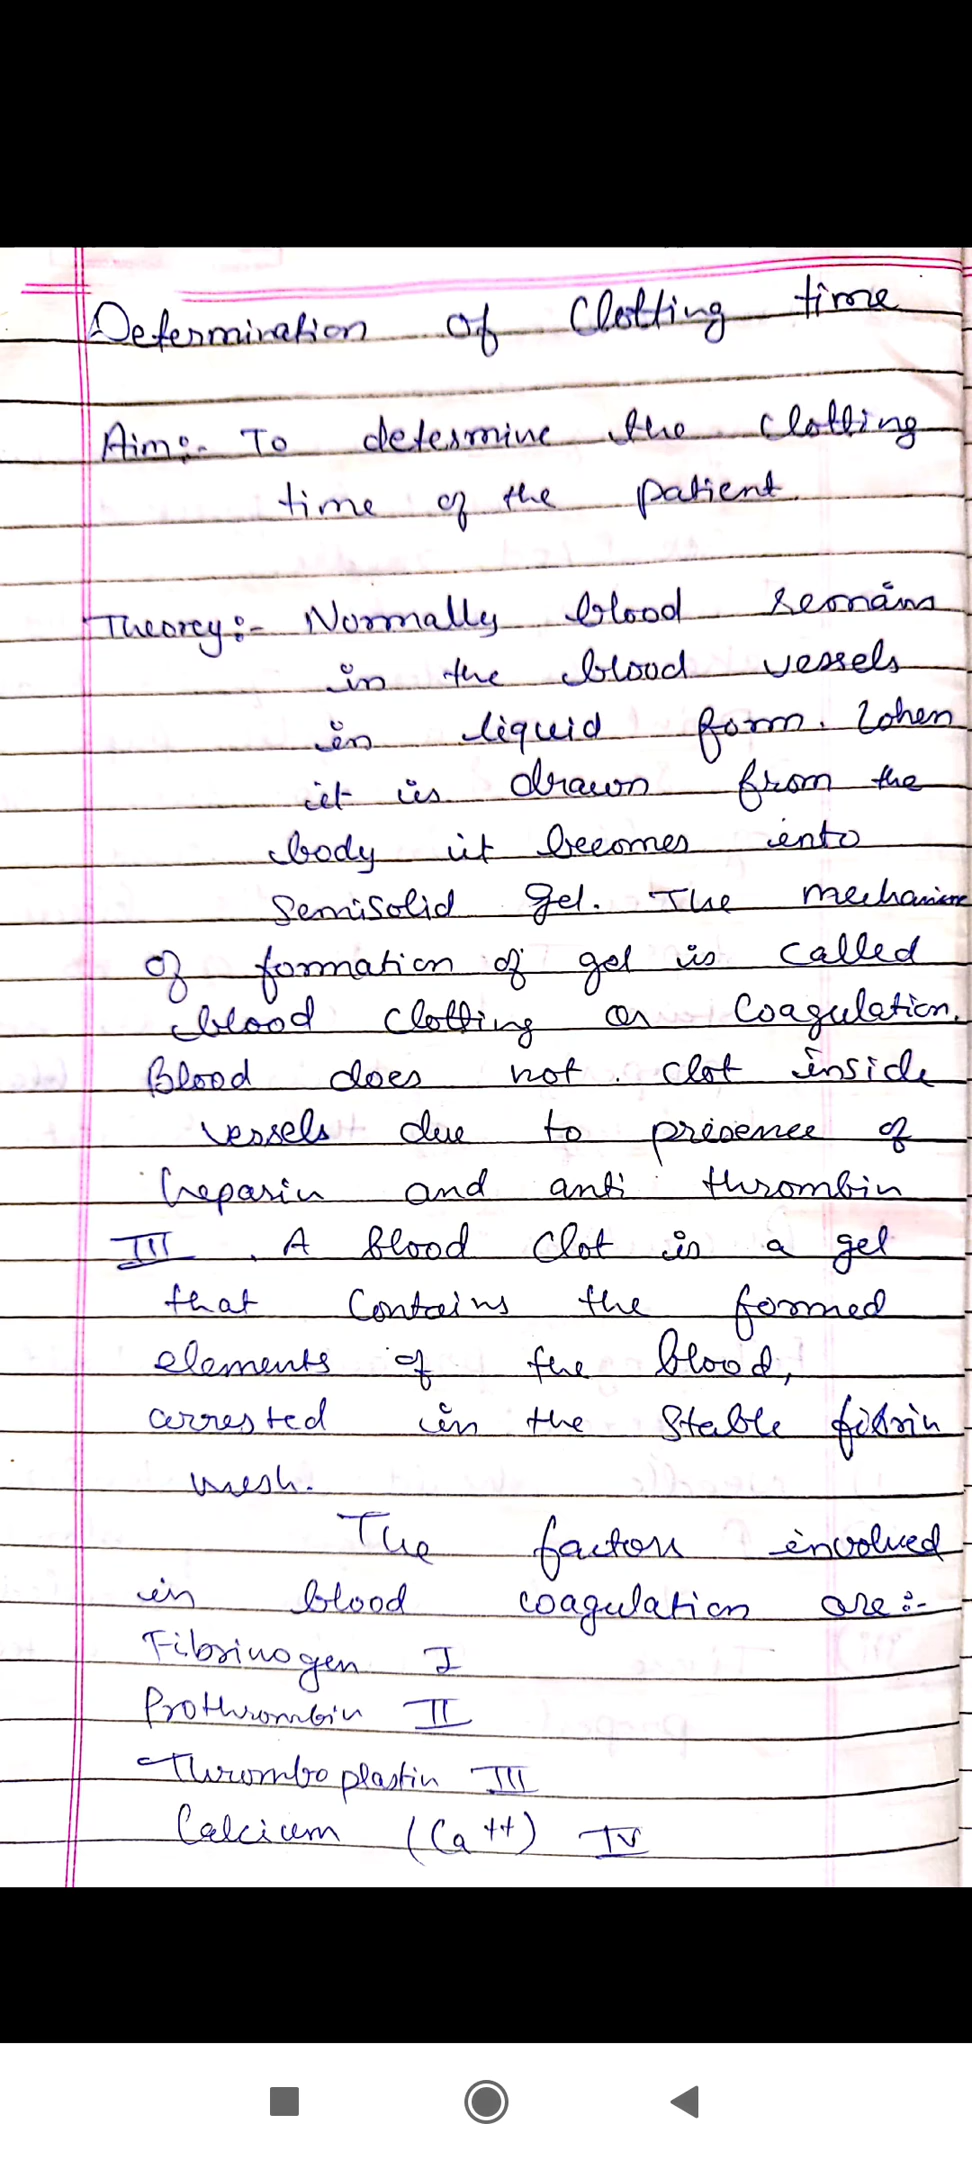 Determination of Clotting time
Aim:- To determine the clotting
time of the patient
Theory:- Normally blood remains
in the blood vessels
in liquid form. When
it is drawn from the
body it becomes into
semisolid gel. The mechanism
of formation of gel is called
blood clotting or Coagulation.
Blood does not clot inside
vessels due to presence of
heparin and anti thrombin
III. A blood clot is a gel
that contains the formed
elements of the blood,
arrested in the stable fibrin
mesh.
The factors involved
in blood coagulation are:-
Fibrinogen I
Prothrombin II
Thromboplastin III
Calcium (Ca++) IV